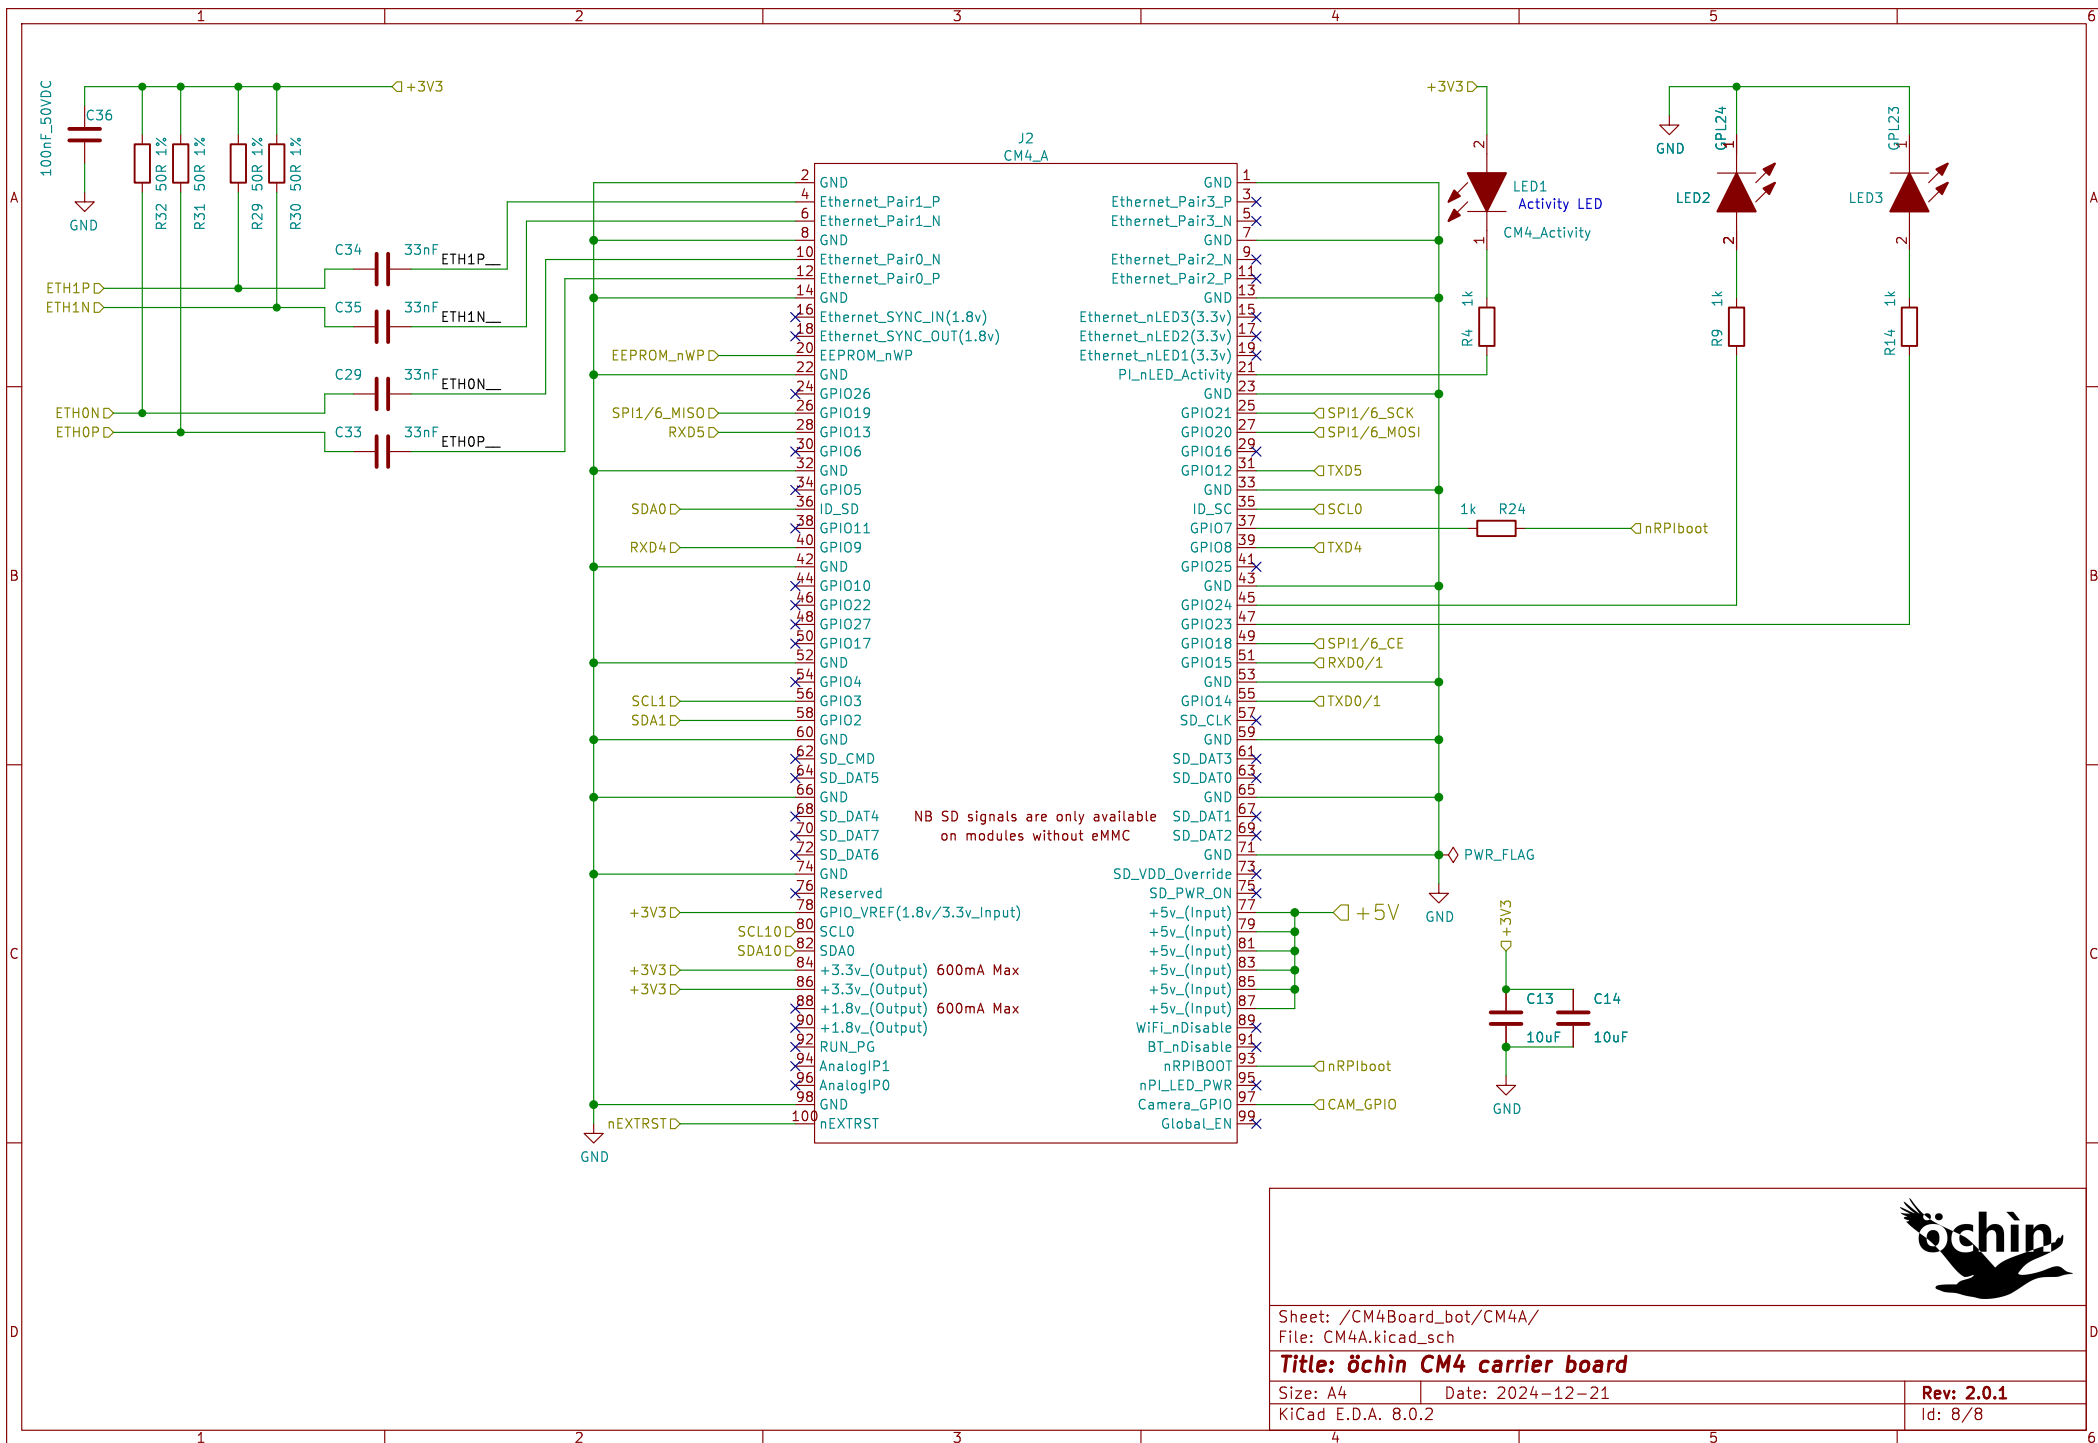 1 2 3 4 5 6
A
B
C
D
A
B
C
D
1 2 3 4 5 6
+3V3
100nF_50VDC
C36
GND
R32 50R 1%
R31 50R 1%
R29 50R 1%
R30 50R 1%
ETH1P
ETH1N
ETH0N
ETH0P
C34 33nF
ETH1P__
C35 33nF
ETH1N__
C29 33nF
ETH0N__
C33 33nF
ETH0P__
J2
CM4_A
2 GND
4 Ethernet_Pair1_P
6 Ethernet_Pair1_N
8 GND
10 Ethernet_Pair0_N
12 Ethernet_Pair0_P
14 GND
16 Ethernet_SYNC_IN(1.8v)
18 Ethernet_SYNC_OUT(1.8v)
EEPROM_nWP 20 EEPROM_nWP
22 GND
24 GPIO26
SPI1/6_MISO 26 GPIO19
RXD5 28 GPIO13
30 GPIO6
32 GND
34 GPIO5
SDA0 36 ID_SD
38 GPIO11
RXD4 40 GPIO9
42 GND
44 GPIO10
46 GPIO22
48 GPIO27
50 GPIO17
52 GND
54 GPIO4
SCL1 56 GPIO3
SDA1 58 GPIO2
60 GND
62 SD_CMD
64 SD_DAT5
66 GND
68 SD_DAT4
70 SD_DAT7
72 SD_DAT6
74 GND
76 Reserved
+3V3 78 GPIO_VREF(1.8v/3.3v_Input)
SCL10 80 SCL0
SDA10 82 SDA0
+3V3 84 +3.3v_(Output) 600mA Max
+3V3 86 +3.3v_(Output)
88 +1.8v_(Output) 600mA Max
90 +1.8v_(Output)
92 RUN_PG
94 AnalogIP1
96 AnalogIP0
98 GND
nEXTRST 100 nEXTRST
GND
NB SD signals are only available
on modules without eMMC
GND 1
Ethernet_Pair3_P 3
Ethernet_Pair3_N 5
GND 7
Ethernet_Pair2_N 9
Ethernet_Pair2_P 11
GND 13
Ethernet_nLED3(3.3v) 15
Ethernet_nLED2(3.3v) 17
Ethernet_nLED1(3.3v) 19
PI_nLED_Activity 21
GND 23
GPIO21 25 SPI1/6_SCK
GPIO20 27 SPI1/6_MOSI
GPIO16 29
GPIO12 31 TXD5
GND 33
ID_SC 35 SCL0
GPIO7 37 1k R24 nRPIboot
GPIO8 39 TXD4
GPIO25 41
GND 43
GPIO24 45
GPIO23 47
GPIO18 49 SPI1/6_CE
GPIO15 51 RXD0/1
GND 53
GPIO14 55 TXD0/1
SD_CLK 57
GND 59
SD_DAT3 61
SD_DAT0 63
GND 65
SD_DAT1 67
SD_DAT2 69
GND 71 PWR_FLAG
SD_VDD_Override 73
SD_PWR_ON 75
+5v_(Input) 77 +5V
+5v_(Input) 79
+5v_(Input) 81
+5v_(Input) 83
+5v_(Input) 85
+5v_(Input) 87
WiFi_nDisable 89
BT_nDisable 91
nRPIBOOT 93 nRPIboot
nPI_LED_PWR 95
Camera_GPIO 97 CAM_GPIO
Global_EN 99
GND
+3V3
2
LED1
Activity LED
CM4_Activity
1
R4 1k
GND
GPL24
1
LED2
2
R9 1k
GPL23
1
LED3
2
R14 1k
+3V3
C13 C14
10uF 10uF
GND
öchìn
Sheet: /CM4Board_bot/CM4A/
File: CM4A.kicad_sch
Title: öchìn CM4 carrier board
Size: A4 Date: 2024-12-21 Rev: 2.0.1
KiCad E.D.A. 8.0.2 Id: 8/8